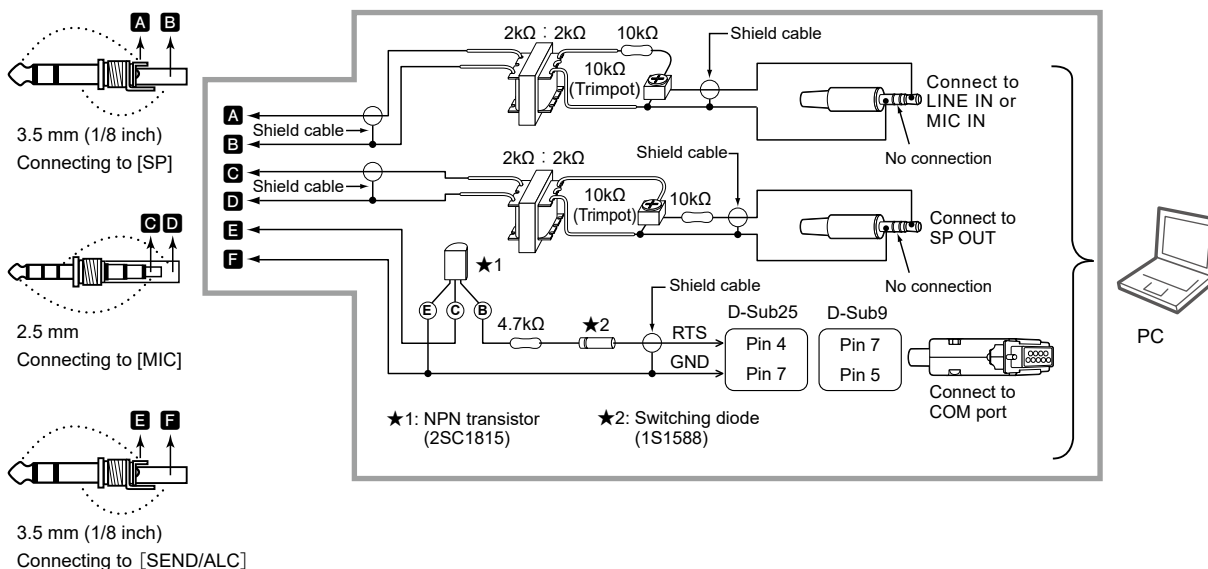 A B
3.5 mm (1/8 inch)
Connecting to [SP]
C D
2.5 mm
Connecting to [MIC]
E F
3.5 mm (1/8 inch)
Connecting to [SEND/ALC]
A
B
C
D
E
F
Shield cable
Shield cable
2kΩ : 2kΩ
10kΩ
10kΩ
(Trimpot)
Shield cable
Connect to
LINE IN or
MIC IN
No connection
2kΩ : 2kΩ
10kΩ
(Trimpot)
10kΩ
Shield cable
Connect to
SP OUT
No connection
★1
E C B
4.7kΩ
★2
Shield cable
RTS
GND
D-Sub25
Pin 4
Pin 7
D-Sub9
Pin 7
Pin 5
Connect to
COM port
★1: NPN transistor
(2SC1815)
★2: Switching diode
(1S1588)
PC